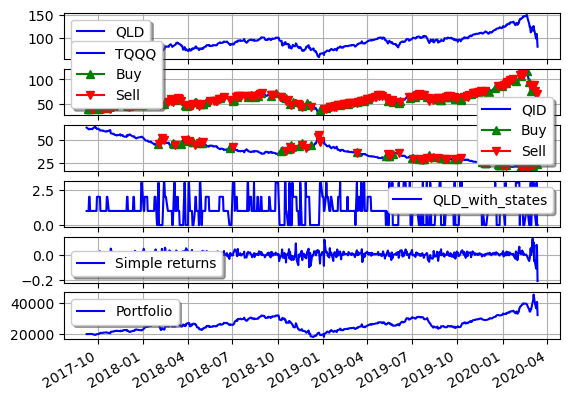 150
100
QLD
TQQQ
Buy
Sell
100
50
QID
Buy
Sell
50
25
2.5
0.0
QLD_with_states
0.0
−0.2
Simple returns
40000
20000
Portfolio
2017-10
2018-01
2018-04
2018-07
2018-10
2019-01
2019-04
2019-07
2019-10
2020-01
2020-04